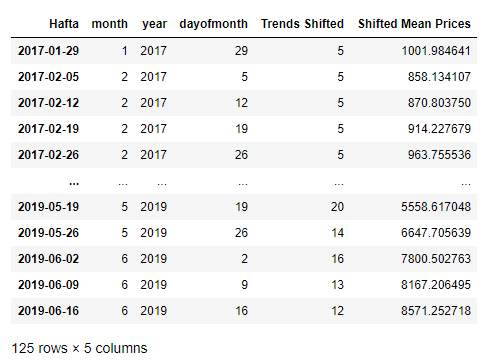 Hafta month year dayofmonth Trends Shifted Shifted Mean Prices
2017-01-29 1 2017 29 5 1001.984641
2017-02-05 2 2017 5 5 858.134107
2017-02-12 2 2017 12 5 870.803750
2017-02-19 2 2017 19 5 914.227679
2017-02-26 2 2017 26 5 963.755536
... ... ... ... ... ...
2019-05-19 5 2019 19 20 5558.617048
2019-05-26 5 2019 26 14 6647.705639
2019-06-02 6 2019 2 16 7800.502763
2019-06-09 6 2019 9 13 8167.206495
2019-06-16 6 2019 16 12 8571.252718
125 rows × 5 columns